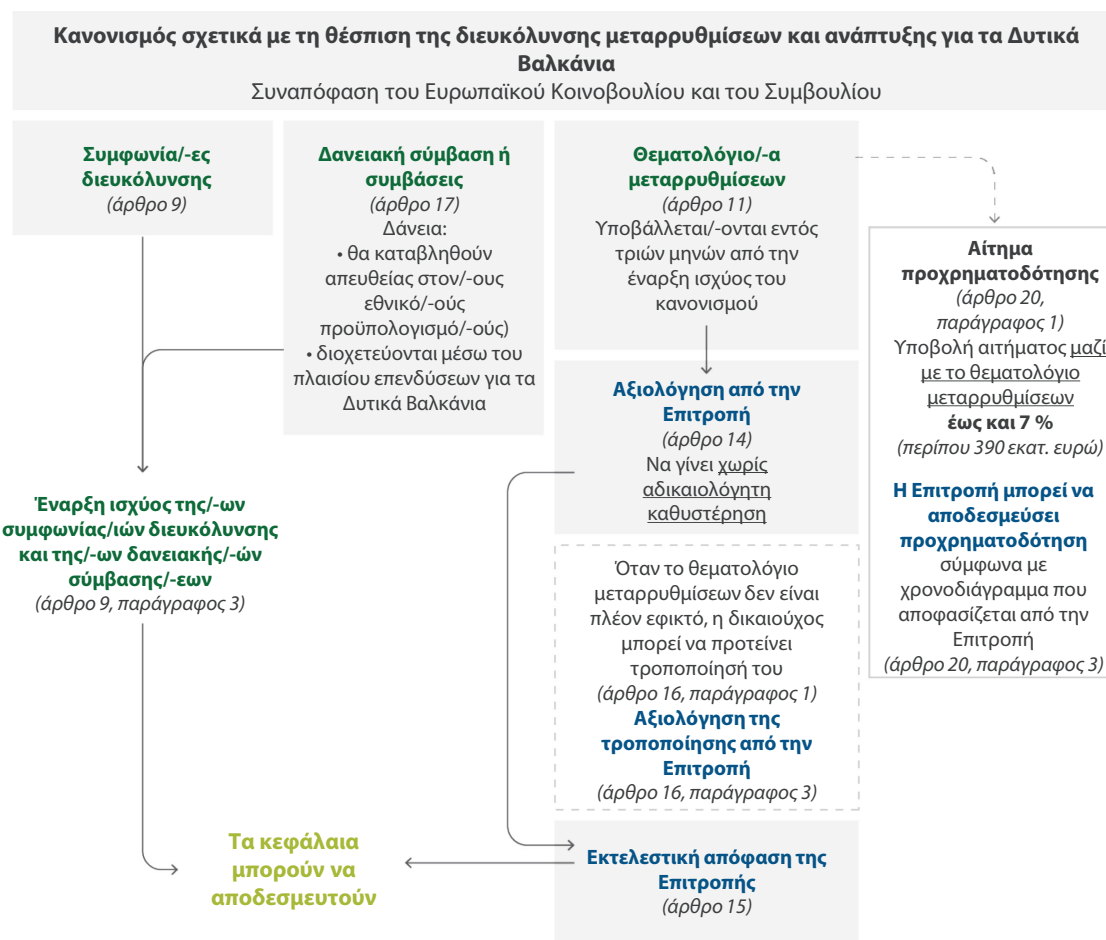 Κανονισμός σχετικά με τη θέσπιση της διευκόλυνσης μεταρρυθμίσεων και ανάπτυξης για τα Δυτικά
Βαλκάνια
Συναπόφαση του Ευρωπαϊκού Κοινοβουλίου και του Συμβουλίου
Συμφωνία/-ες
διευκόλυνσης
(άρθρο 9)
Δανειακή σύμβαση ή
συμβάσεις
(άρθρο 17)
Δάνεια:
• θα καταβληθούν
απευθείας στον/-ους
εθνικό/-ούς
προϋπολογισμό/-ούς)
• διοχετεύονται μέσω του
πλαισίου επενδύσεων για τα
Δυτικά Βαλκάνια
Θεματολόγιο/-α
μεταρρυθμίσεων
(άρθρο 11)
Υποβάλλεται/-ονται εντός
τριών μηνών από την
έναρξη ισχύος του
κανονισμού
Αίτημα
προχρηματοδότησης
(άρθρο 20,
παράγραφος 1)
Υποβολή αιτήματος μαζί
με το θεματολόγιο
μεταρρυθμίσεων
έως και 7 %
(περίπου 390 εκατ. ευρώ)
Η Επιτροπή μπορεί να
αποδεσμεύσει
προχρηματοδότηση
σύμφωνα με
χρονοδιάγραμμα που
αποφασίζεται από την
Επιτροπή
(άρθρο 20, παράγραφος 3)
Αξιολόγηση από την
Επιτροπή
(άρθρο 14)
Να γίνει χωρίς
αδικαιολόγητη
καθυστέρηση
Έναρξη ισχύος της/-ων
συμφωνίας/ιών διευκόλυνσης
και της/-ων δανειακής/-ών
σύμβασης/-εων
(άρθρο 9, παράγραφος 3)
Όταν το θεματολόγιο
μεταρρυθμίσεων δεν είναι
πλέον εφικτό, η δικαιούχος
μπορεί να προτείνει
τροποποίησή του
(άρθρο 16, παράγραφος 1)
Αξιολόγηση της
τροποποίησης από την
Επιτροπή
(άρθρο 16, παράγραφος 3)
Τα κεφάλαια
μπορούν να
αποδεσμευτούν
Εκτελεστική απόφαση της
Επιτροπής
(άρθρο 15)